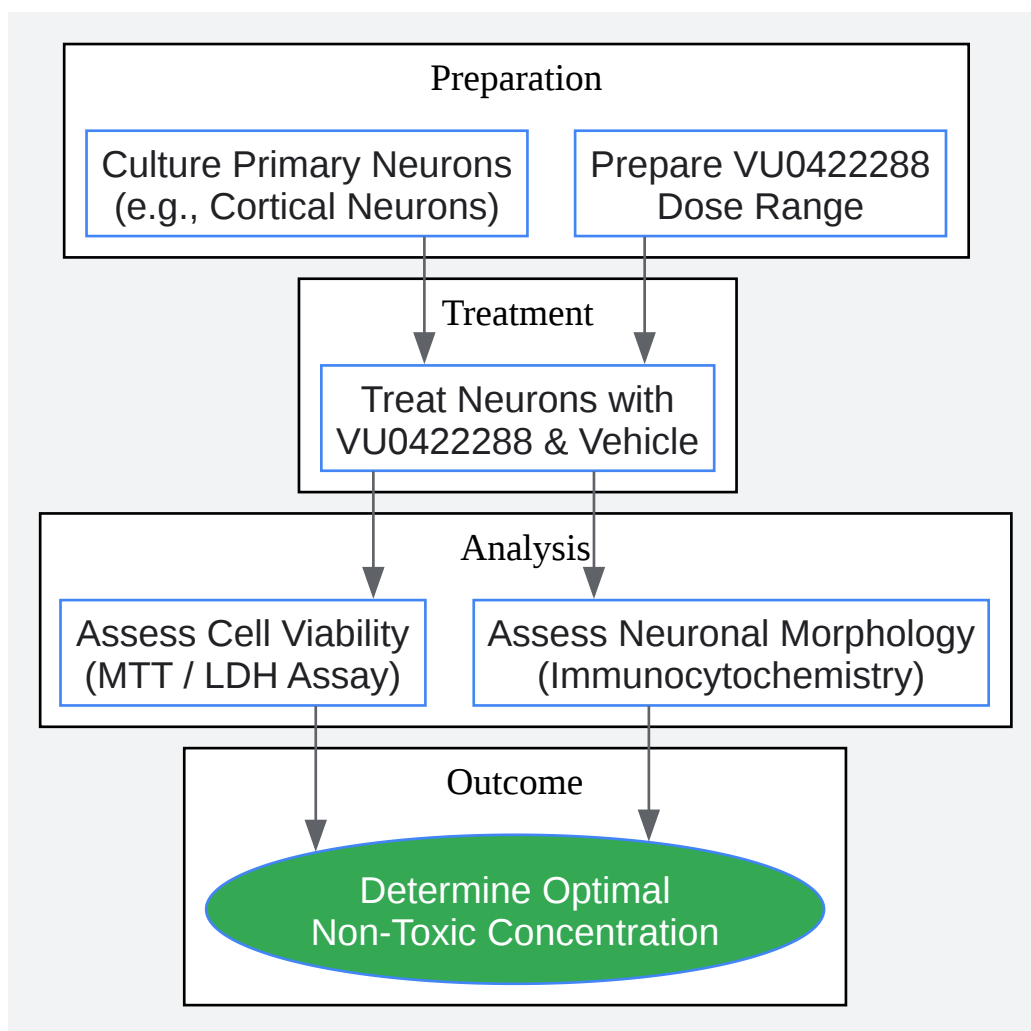 Preparation
Culture Primary Neurons
(e.g., Cortical Neurons)
Prepare VU0422288
Dose Range
Treatment
Treat Neurons with
VU0422288 & Vehicle
Analysis
Assess Cell Viability
(MTT / LDH Assay)
Assess Neuronal Morphology
(Immunocytochemistry)
Outcome
Determine Optimal
Non-Toxic Concentration